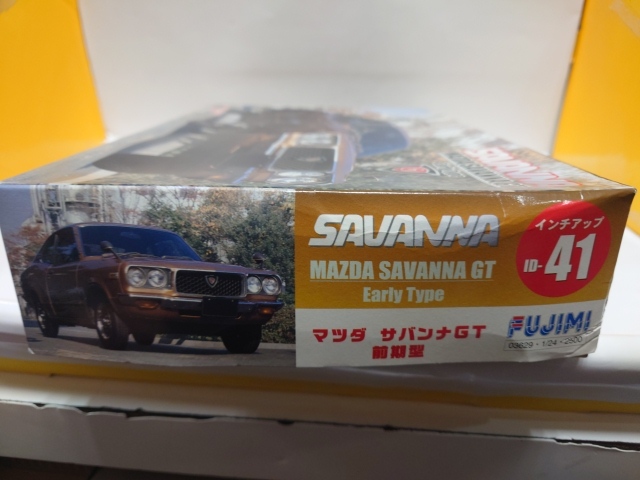 SAVANNA
MAZDA SAVANNA GT
Early Type
マツダ サバンナGT
前期型
インチアップ
ID-41
FUJIMI